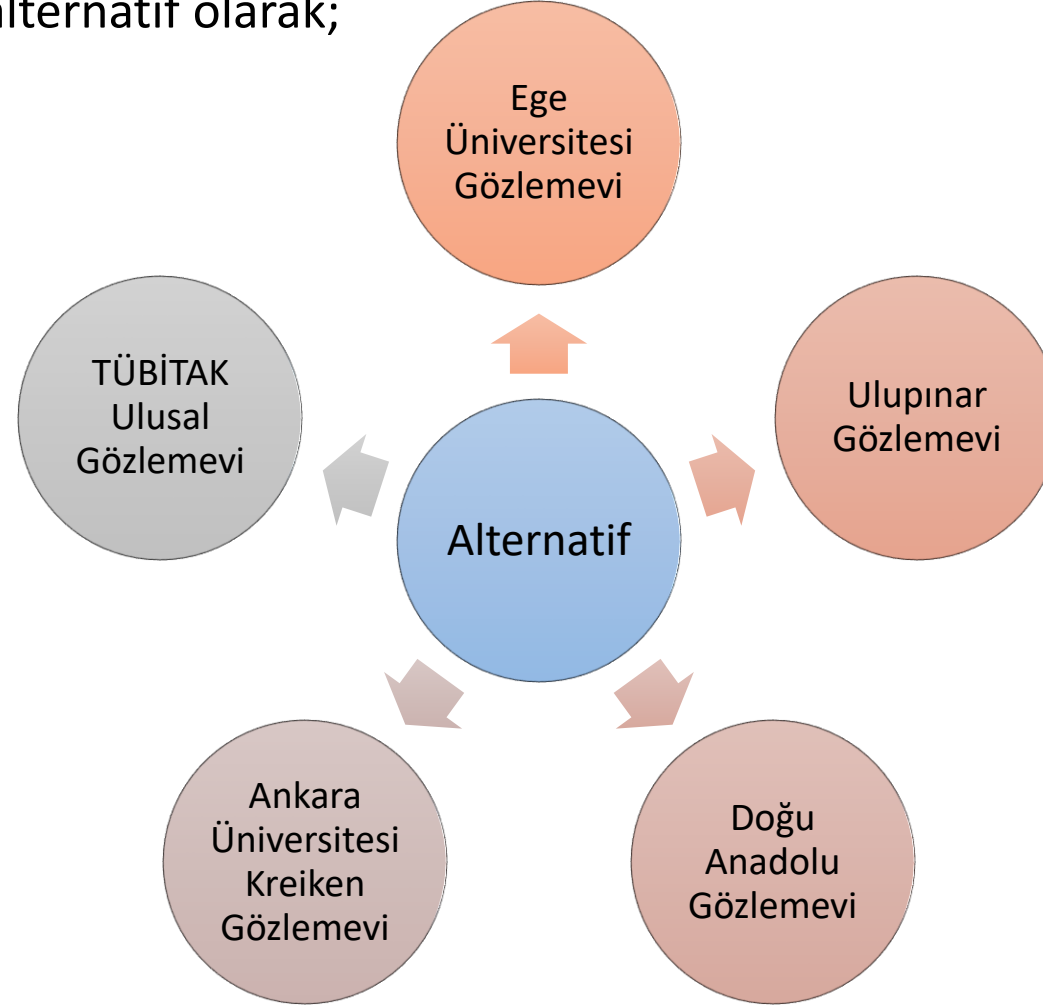 alternatif olarak;
Ege
Üniversitesi
Gözlemevi
Ulupınar
Gözlemevi
Doğu
Anadolu
Gözlemevi
Ankara
Üniversitesi
Kreiken
Gözlemevi
TÜBİTAK
Ulusal
Gözlemevi
Alternatif